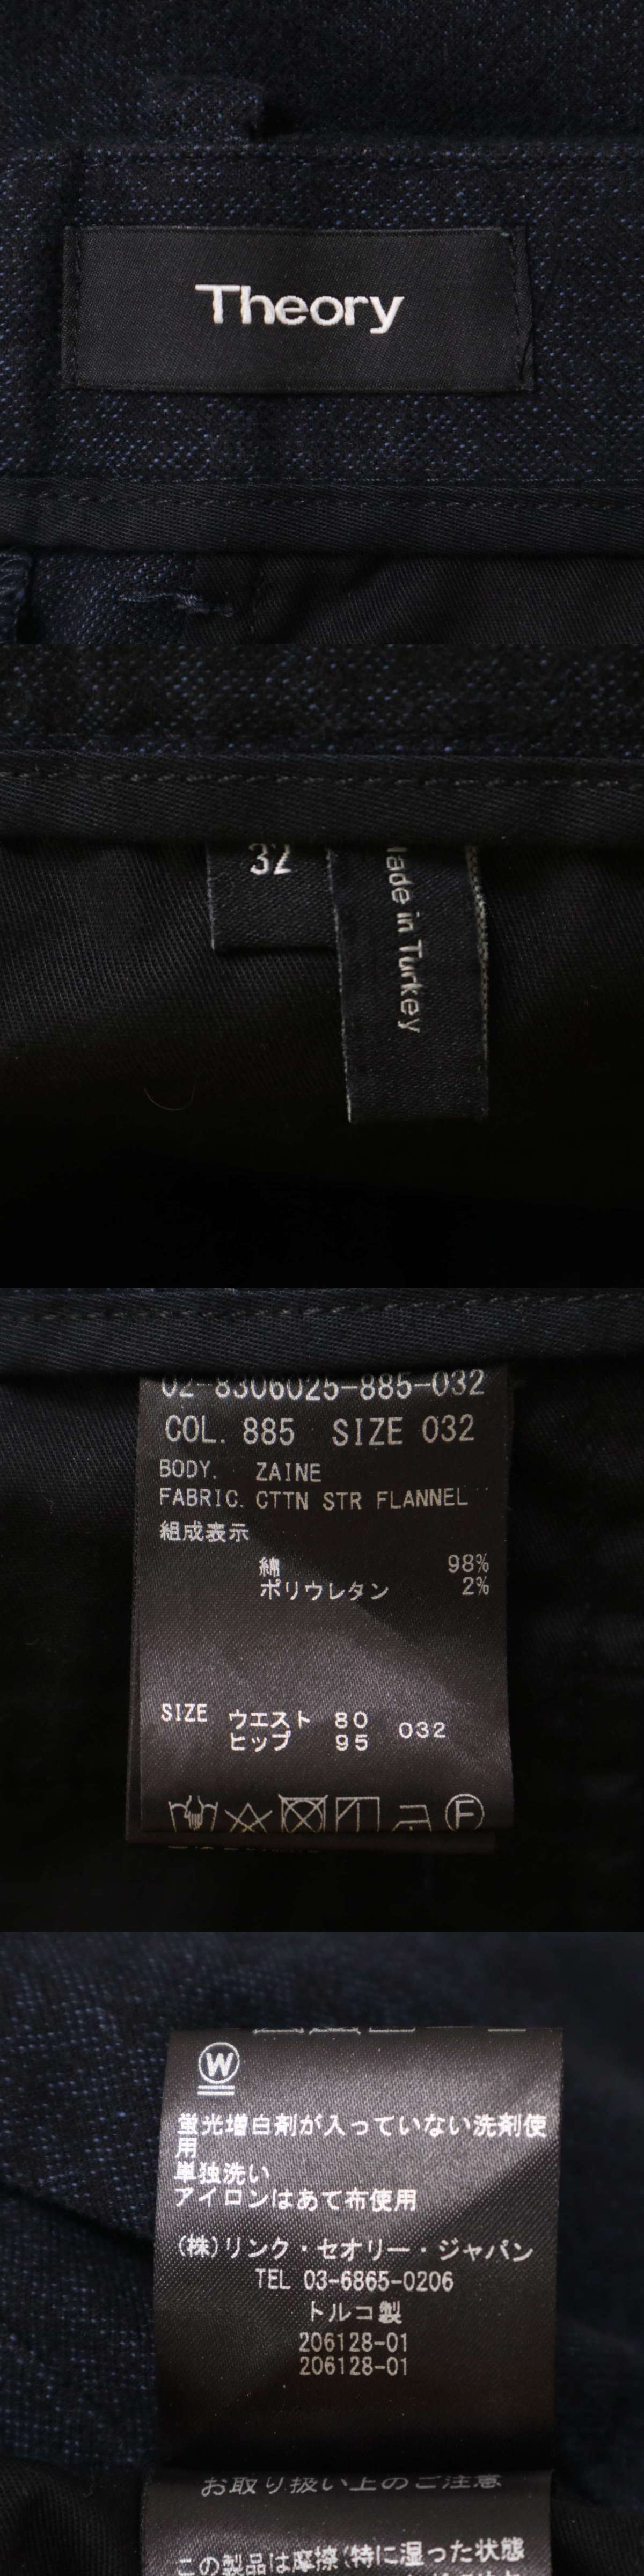 Theory
32
Made in Turkey
02-8306025-885-032
COL. 885 SIZE 032
BODY. ZAINE
FABRIC. CTTN STR FLANNEL
組成表示
綿 98%
ポリウレタン 2%
SIZE ウエスト 80 032
ヒップ 95
F
W
蛍光増白剤が入っていない洗剤使
用
単独洗い
アイロンはあて布使用
(株)リンク・セオリー・ジャパン
TEL 03-6865-0206
トルコ製
206128-01
206128-01
お取り扱い上のご注意
この製品は摩擦(特に湿った状態